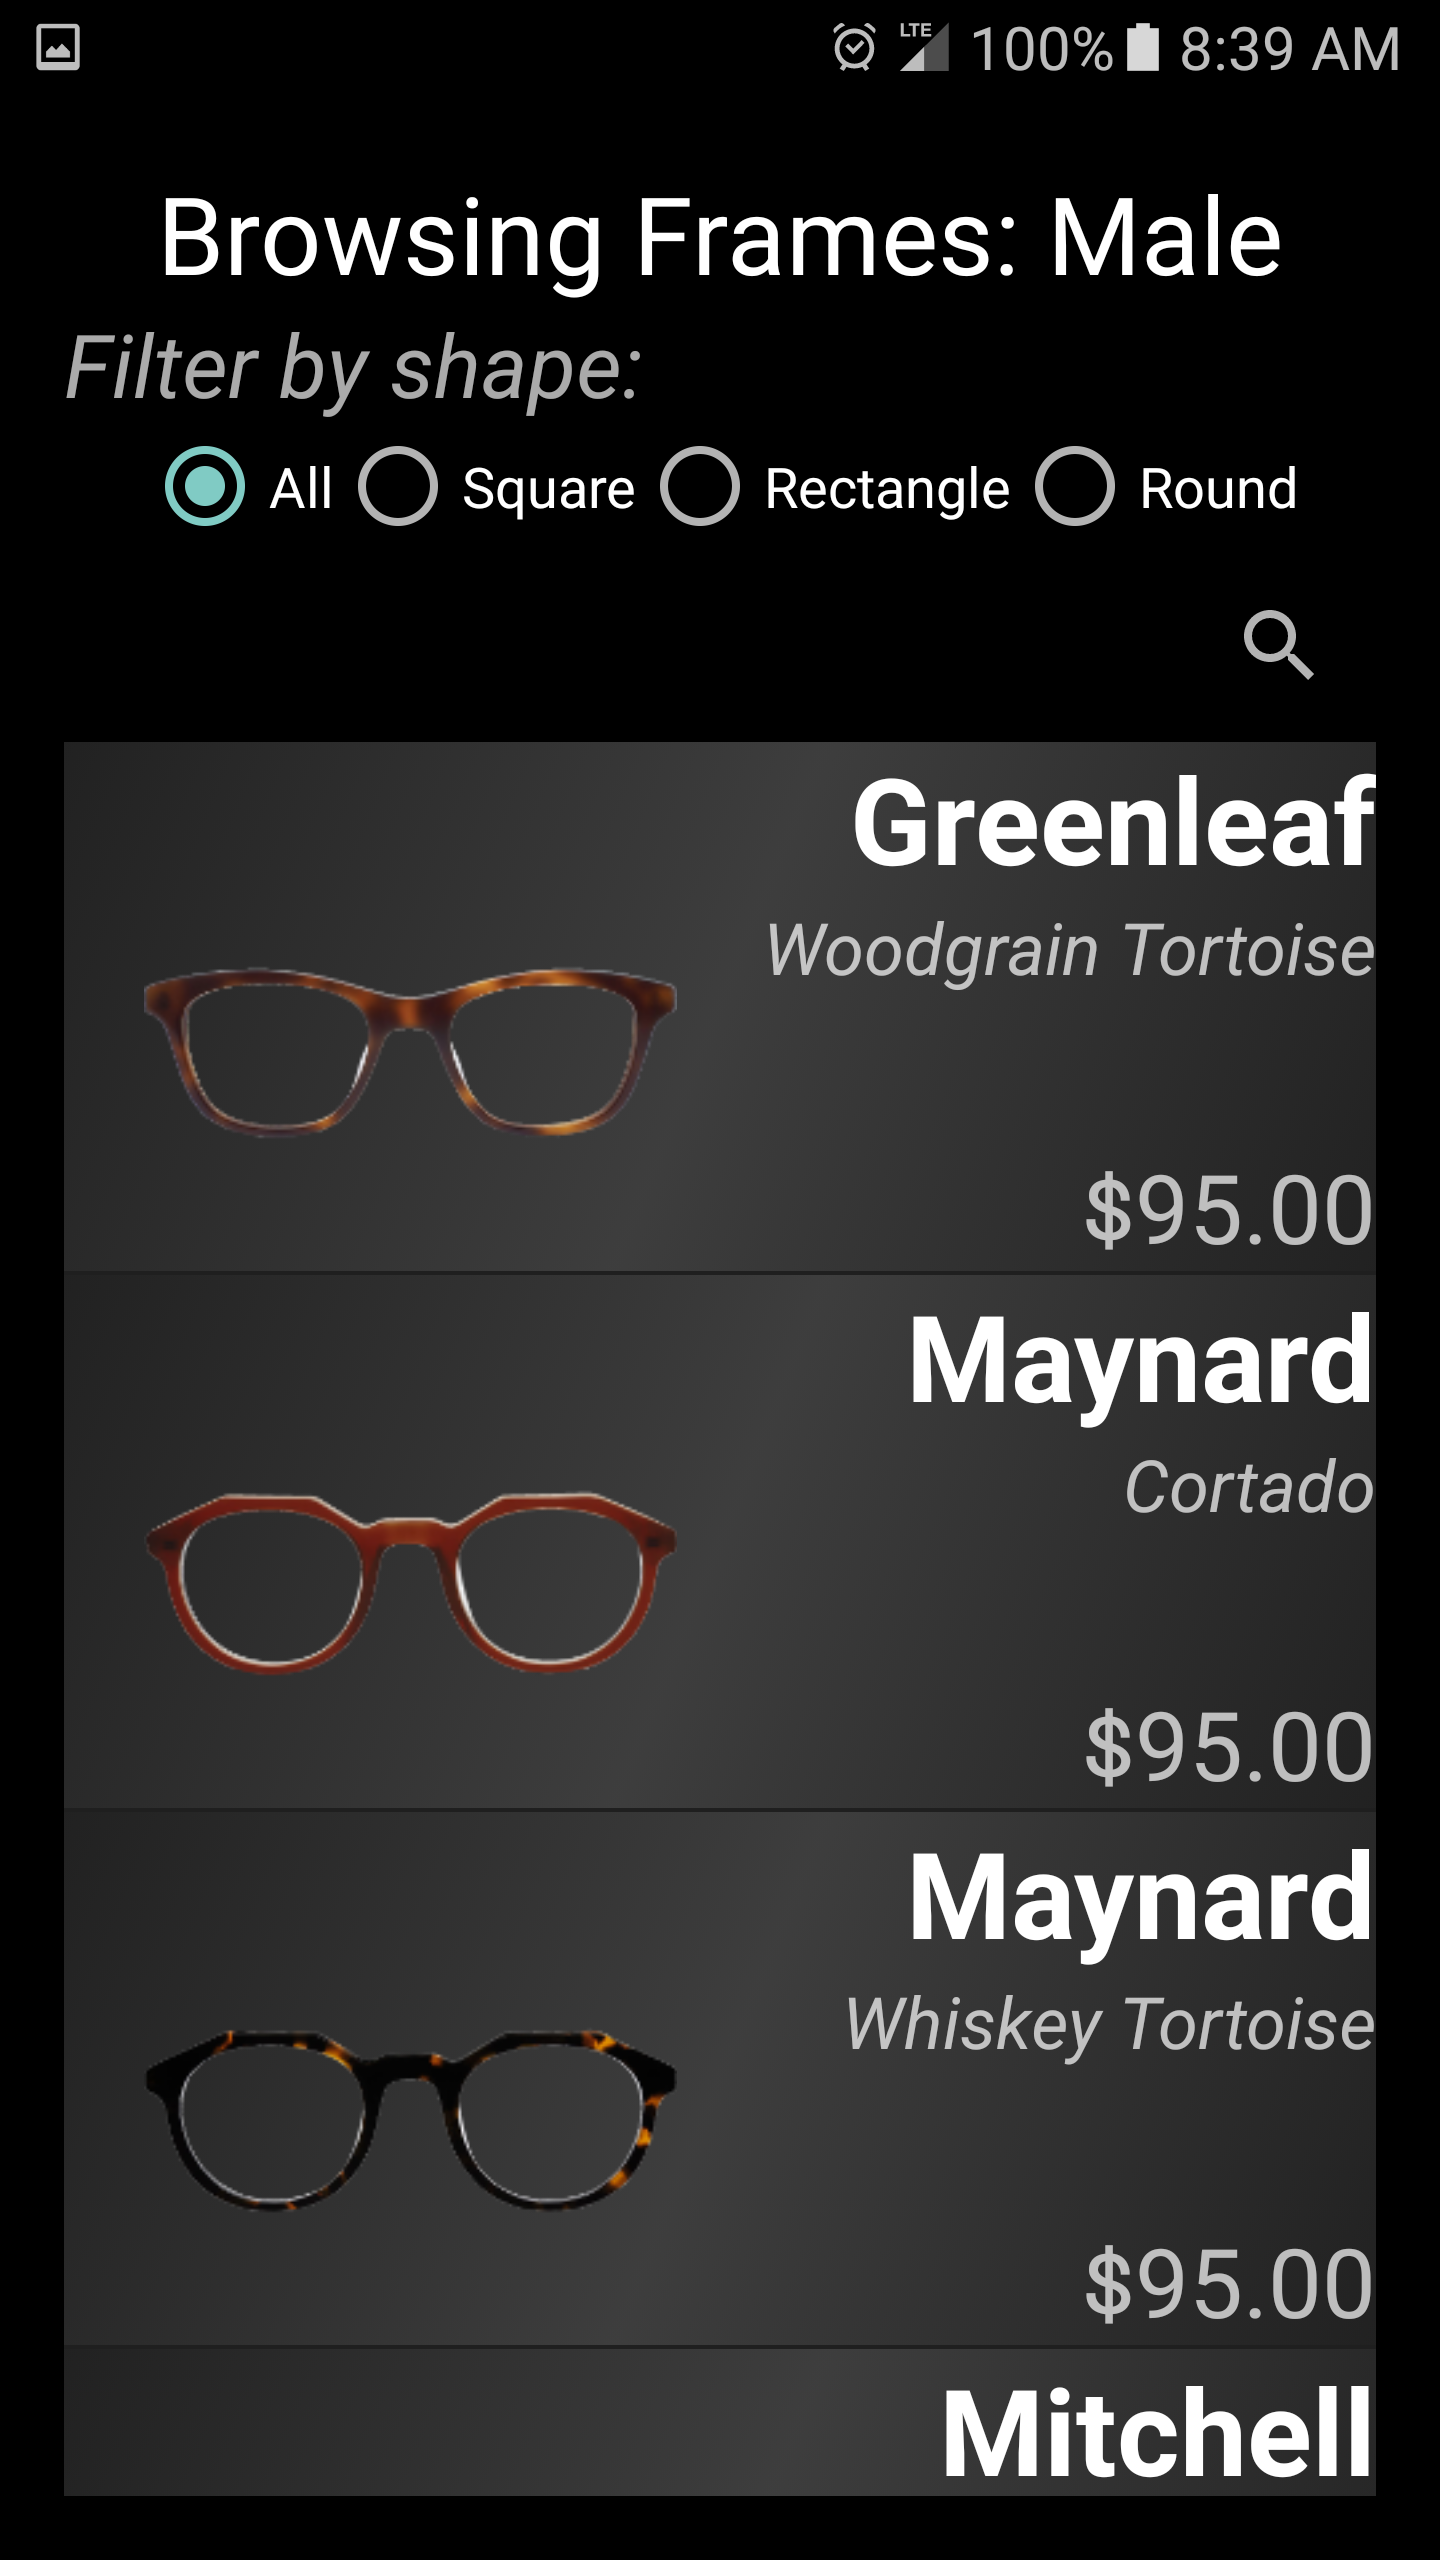 LTE 100% 8:39 AM
Browsing Frames: Male
Filter by shape:
All Square Rectangle Round
Greenleaf
Woodgrain Tortoise
$95.00
Maynard
Cortado
$95.00
Maynard
Whiskey Tortoise
$95.00
Mitchell